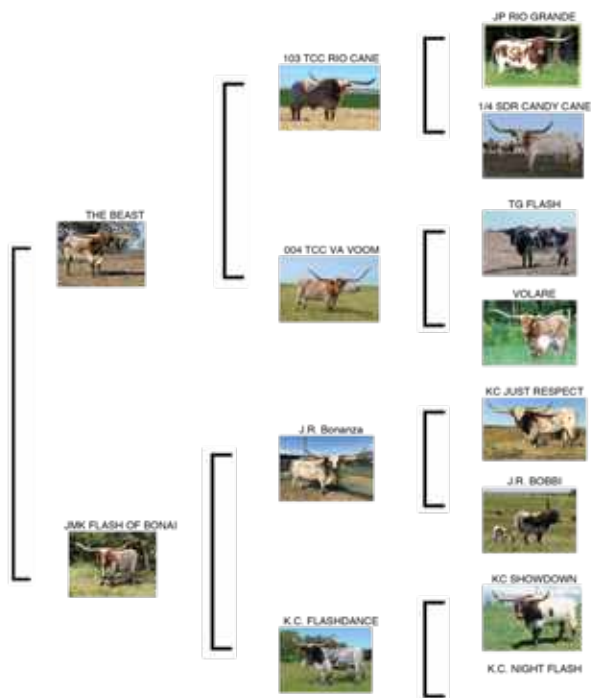 JP RIO GRANDE
103 TCC RIO CANE
1/4 SDR CANDY CANE
THE BEAST
TG FLASH
004 TCC VA VOOM
VOLARE
KC JUST RESPECT
J.R. Bonanza
J.R. BOBBI
JMK FLASH OF BONAI
KC SHOWDOWN
K.C. FLASHDANCE
K.C. NIGHT FLASH